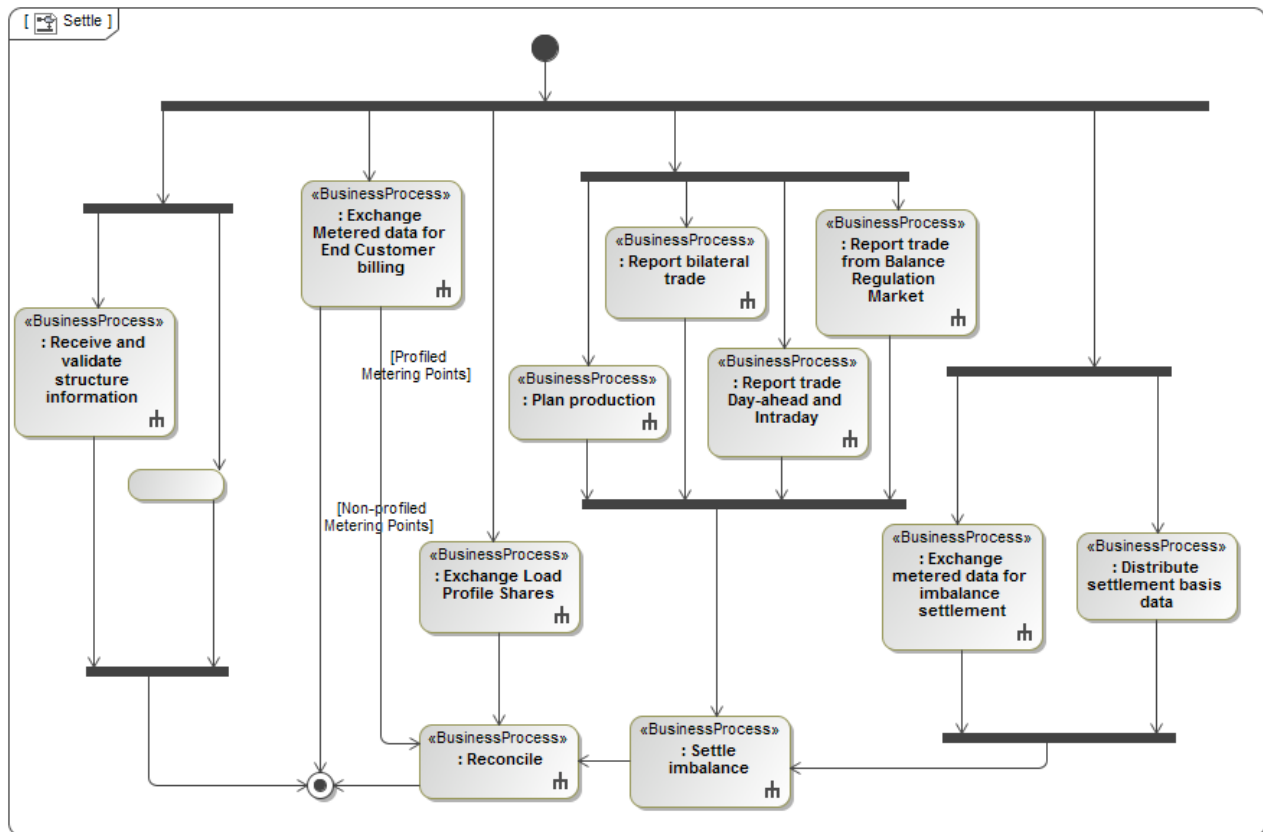 [ Settle ]
«BusinessProcess»
: Exchange
Metered data for
End Customer
billing
«BusinessProcess»
: Report bilateral
trade
«BusinessProcess»
: Report trade
from Balance
Regulation
Market
«BusinessProcess»
: Receive and
validate
structure
information
[Profiled
Metering Points]
«BusinessProcess»
: Plan production
«BusinessProcess»
: Report trade
Day-ahead and
Intraday
[Non-profiled
Metering Points]
«BusinessProcess»
: Exchange Load
Profile Shares
«BusinessProcess»
: Exchange
metered data for
imbalance
settlement
«BusinessProcess»
: Distribute
settlement basis
data
«BusinessProcess»
: Reconcile
«BusinessProcess»
: Settle
imbalance